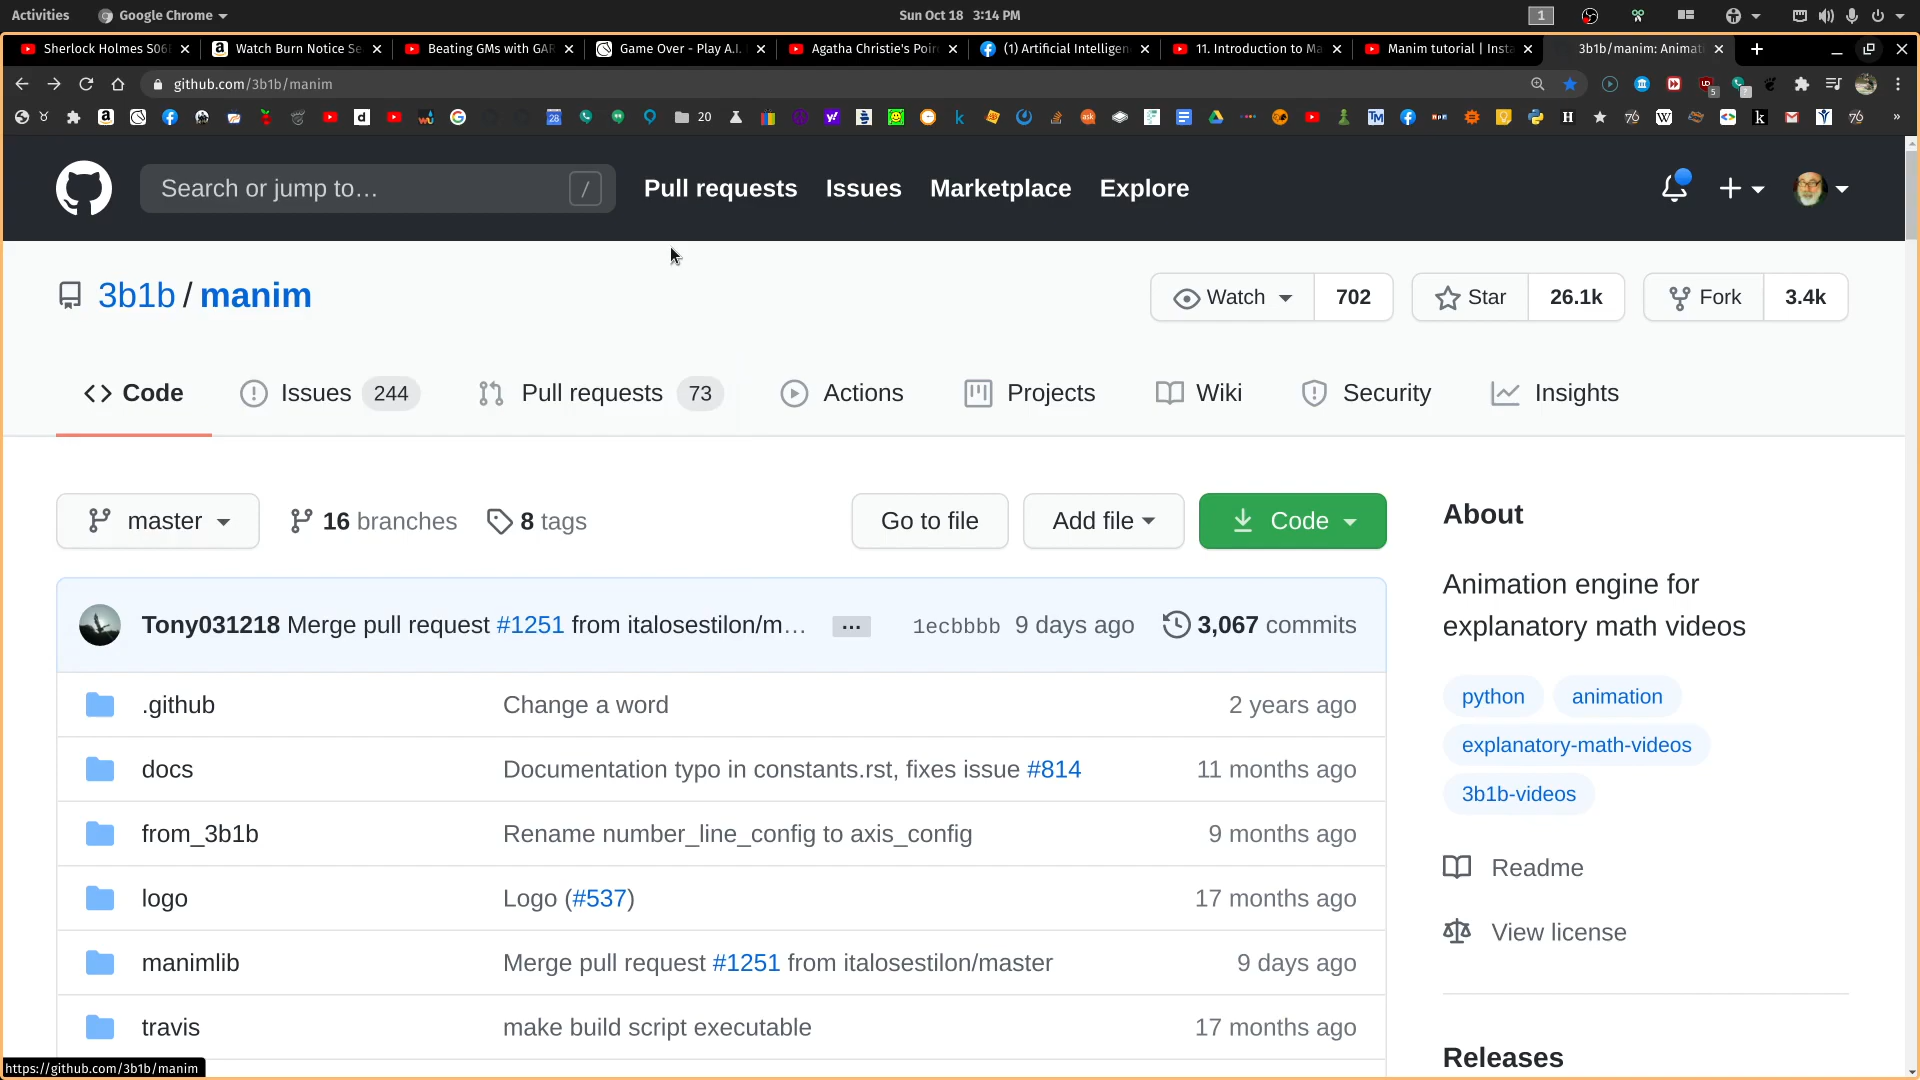 Activities Google Chrome Sun Oct 18 3:14 PM 1
Sherlock Holmes S06E Watch Burn Notice Se Beating GMs with GAR Game Over - Play A.I. Agatha Christie's Poir (1) Artificial Intelligen 11. Introduction to Ma Manim tutorial | Insta 3b1b/manim: Animat
github.com/3b1b/manim
20
Search or jump to… / Pull requests Issues Marketplace Explore
3b1b / manim Watch 702 Star 26.1k Fork 3.4k
Code Issues 244 Pull requests 73 Actions Projects Wiki Security Insights
master 16 branches 8 tags Go to file Add file Code
Tony031218 Merge pull request #1251 from italosestilon/m… ... 1ecbbbb 9 days ago 3,067 commits
.github Change a word 2 years ago
docs Documentation typo in constants.rst, fixes issue #814 11 months ago
from_3b1b Rename number_line_config to axis_config 9 months ago
logo Logo (#537) 17 months ago
manimlib Merge pull request #1251 from italosestilon/master 9 days ago
travis make build script executable 17 months ago
About
Animation engine for
explanatory math videos
python animation
explanatory-math-videos
3b1b-videos
Readme
View license
Releases
https://github.com/3b1b/manim